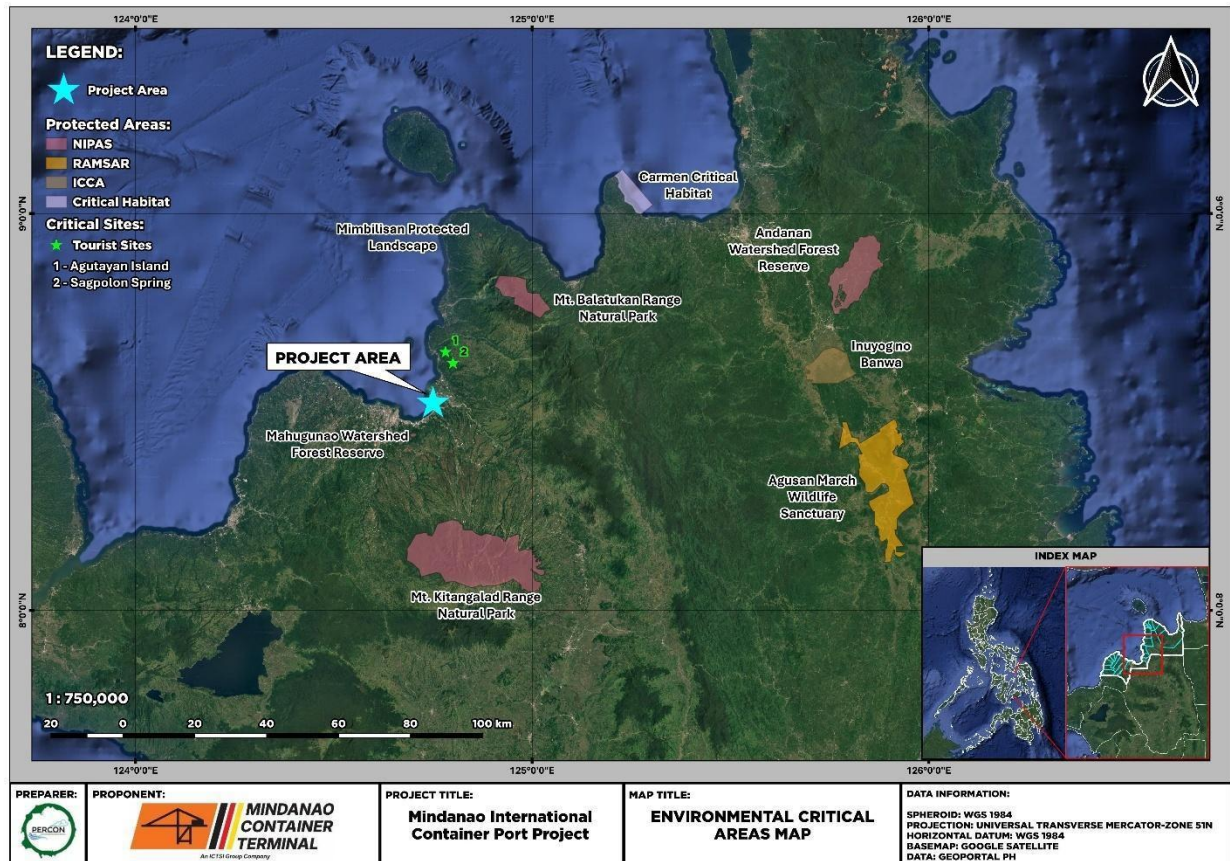 124°0'0"E
125°0'0"E
126°0'0"E
LEGEND:
Project Area
Protected Areas:
NIPAS
RAMSAR
ICCA
Critical Habitat
Critical Sites:
Tourist Sites
1 - Agutayan Island
2 - Sagpolon Spring
9°0'0"N
9°0'0"N
Carmen Critical
Habitat
Mimbilisan Protected
Landscape
Andanan
Watershed Forest
Reserve
Mt. Balatukan Range
Natural Park
1
2
PROJECT AREA
Inuyog no
Banwa
Mahugunao Watershed
Forest Reserve
Agusan March
Wildlife
Sanctuary
Mt. Kitangalad Range
Natural Park
8°0'0"N
8°0'0"N
INDEX MAP
1 : 750,000
20 0 20 40 60 80 100 km
124°0'0"E
125°0'0"E
126°0'0"E
PREPARER:
PERCON
PROPONENT:
MINDANAO
CONTAINER
TERMINAL
An ICTSI Group Company
PROJECT TITLE:
Mindanao International
Container Port Project
MAP TITLE:
ENVIRONMENTAL CRITICAL
AREAS MAP
DATA INFORMATION:
SPHEROID: WGS 1984
PROJECTION: UNIVERSAL TRANSVERSE MERCATOR-ZONE 51N
HORIZONTAL DATUM: WGS 1984
BASEMAP: GOOGLE SATELLITE
DATA: GEOPORTAL PH